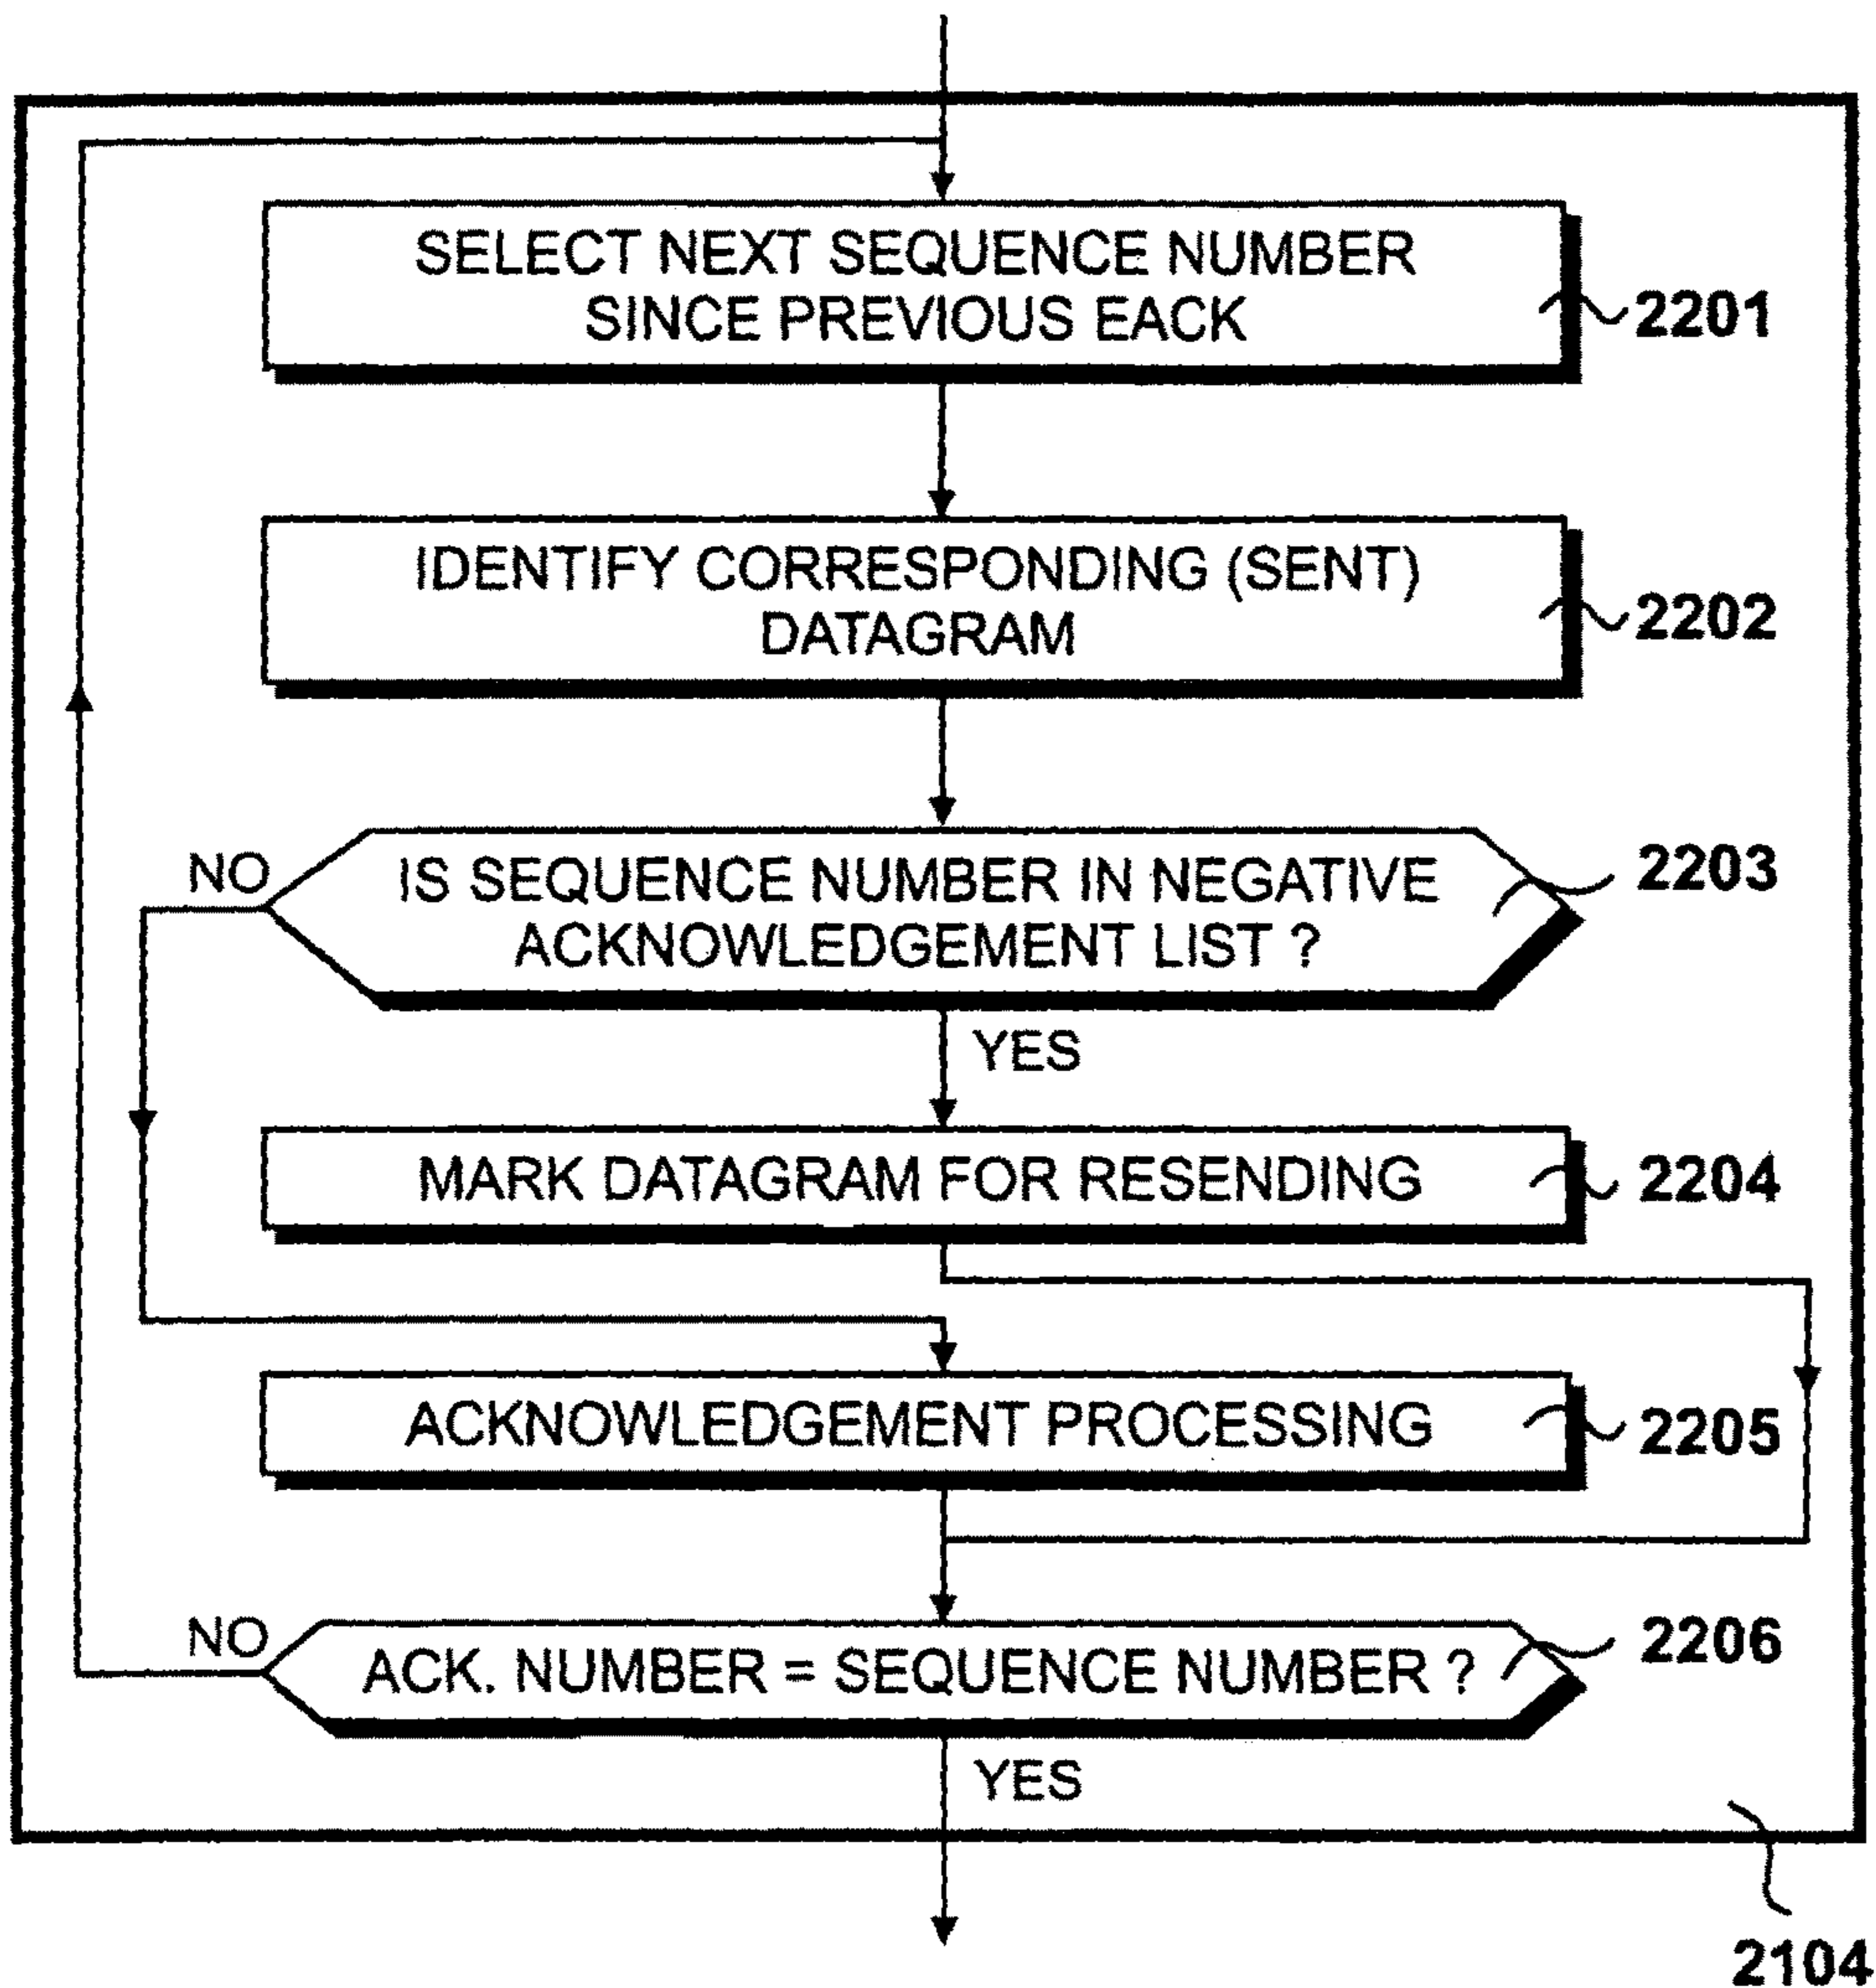 SELECT NEXT SEQUENCE NUMBER
SINCE PREVIOUS EACK
2201
IDENTIFY CORRESPONDING (SENT)
DATAGRAM
2202
NO
IS SEQUENCE NUMBER IN NEGATIVE
ACKNOWLEDGEMENT LIST ?
2203
YES
MARK DATAGRAM FOR RESENDING
2204
ACKNOWLEDGEMENT PROCESSING
2205
NO
ACK. NUMBER = SEQUENCE NUMBER ?
2206
YES
2104